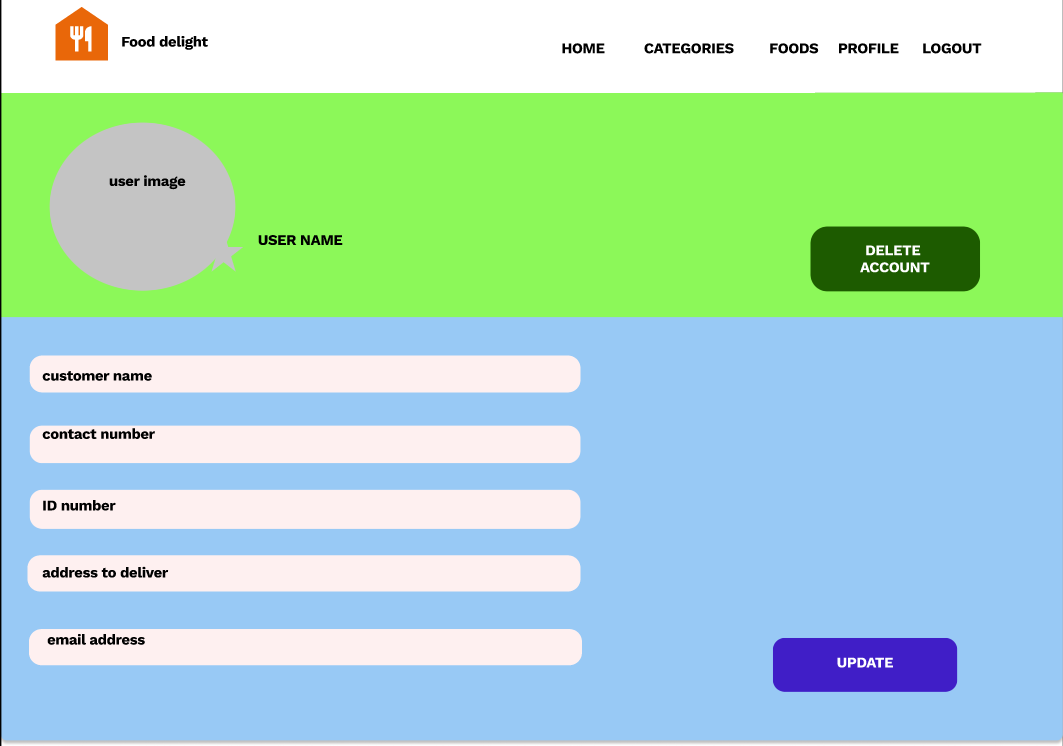 Food delight
HOME CATEGORIES FOODS PROFILE LOGOUT
user image
USER NAME
DELETE
ACCOUNT
customer name
contact number
ID number
address to deliver
email address
UPDATE